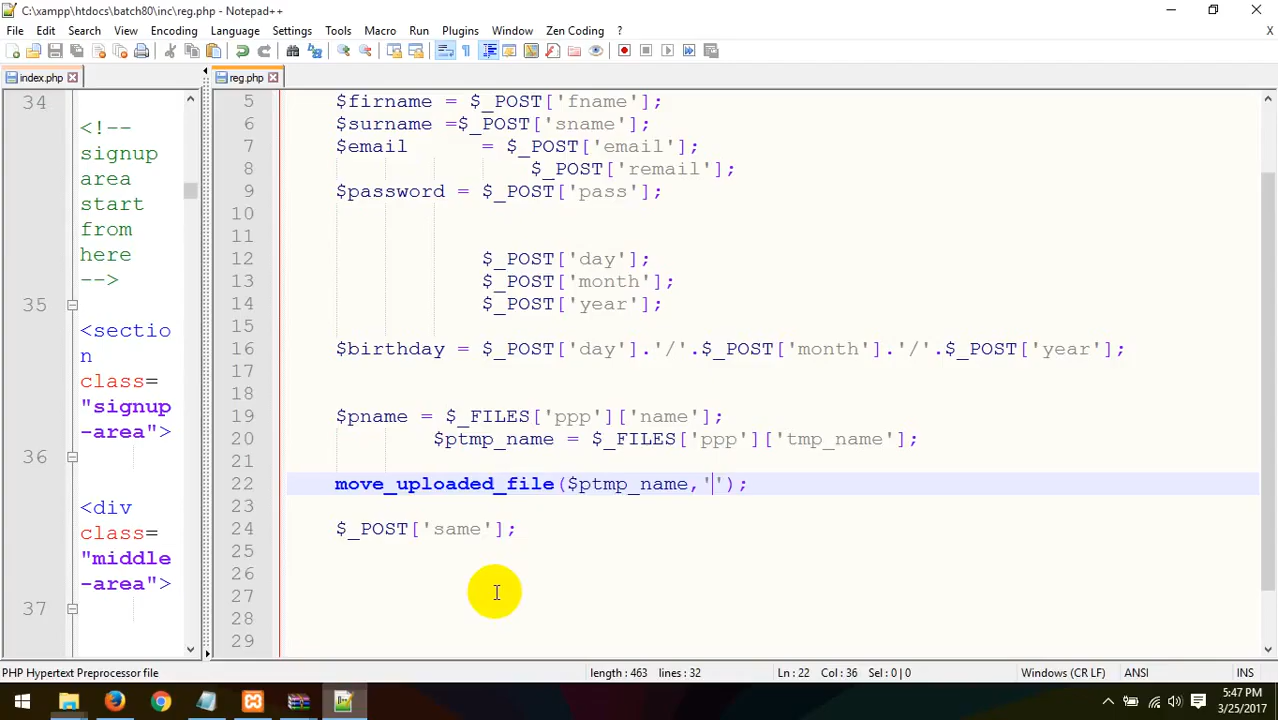 C:\xampp\htdocs\batch80\inc\reg.php - Notepad++
File Edit Search View Encoding Language Settings Tools Macro Run Plugins Window Zen Coding ?
X
index.php
34
<!--
signup
area
start
from
here
-->
35
<sectio
n
class=
"signup
-area">
36
<div
class=
"middle
-area">
37
reg.php
5 $firname = $_POST['fname'];
6 $surname =$_POST['sname'];
7 $email = $_POST['email'];
8 $_POST['remail'];
9 $password = $_POST['pass'];
10
11
12 $_POST['day'];
13 $_POST['month'];
14 $_POST['year'];
15
16 $birthday = $_POST['day'].'/'.$_POST['month'].'/'.$_POST['year'];
17
18
19 $pname = $_FILES['ppp']['name'];
20 $ptmp_name = $_FILES['ppp']['tmp_name'];
21
22 move_uploaded_file($ptmp_name,'');
23
24 $_POST['same'];
25
26
27
28
29
PHP Hypertext Preprocessor file length : 463 lines : 32 Ln : 22 Col : 36 Sel : 0 | 0 Windows (CR LF) ANSI INS
5:47 PM
3/25/2017